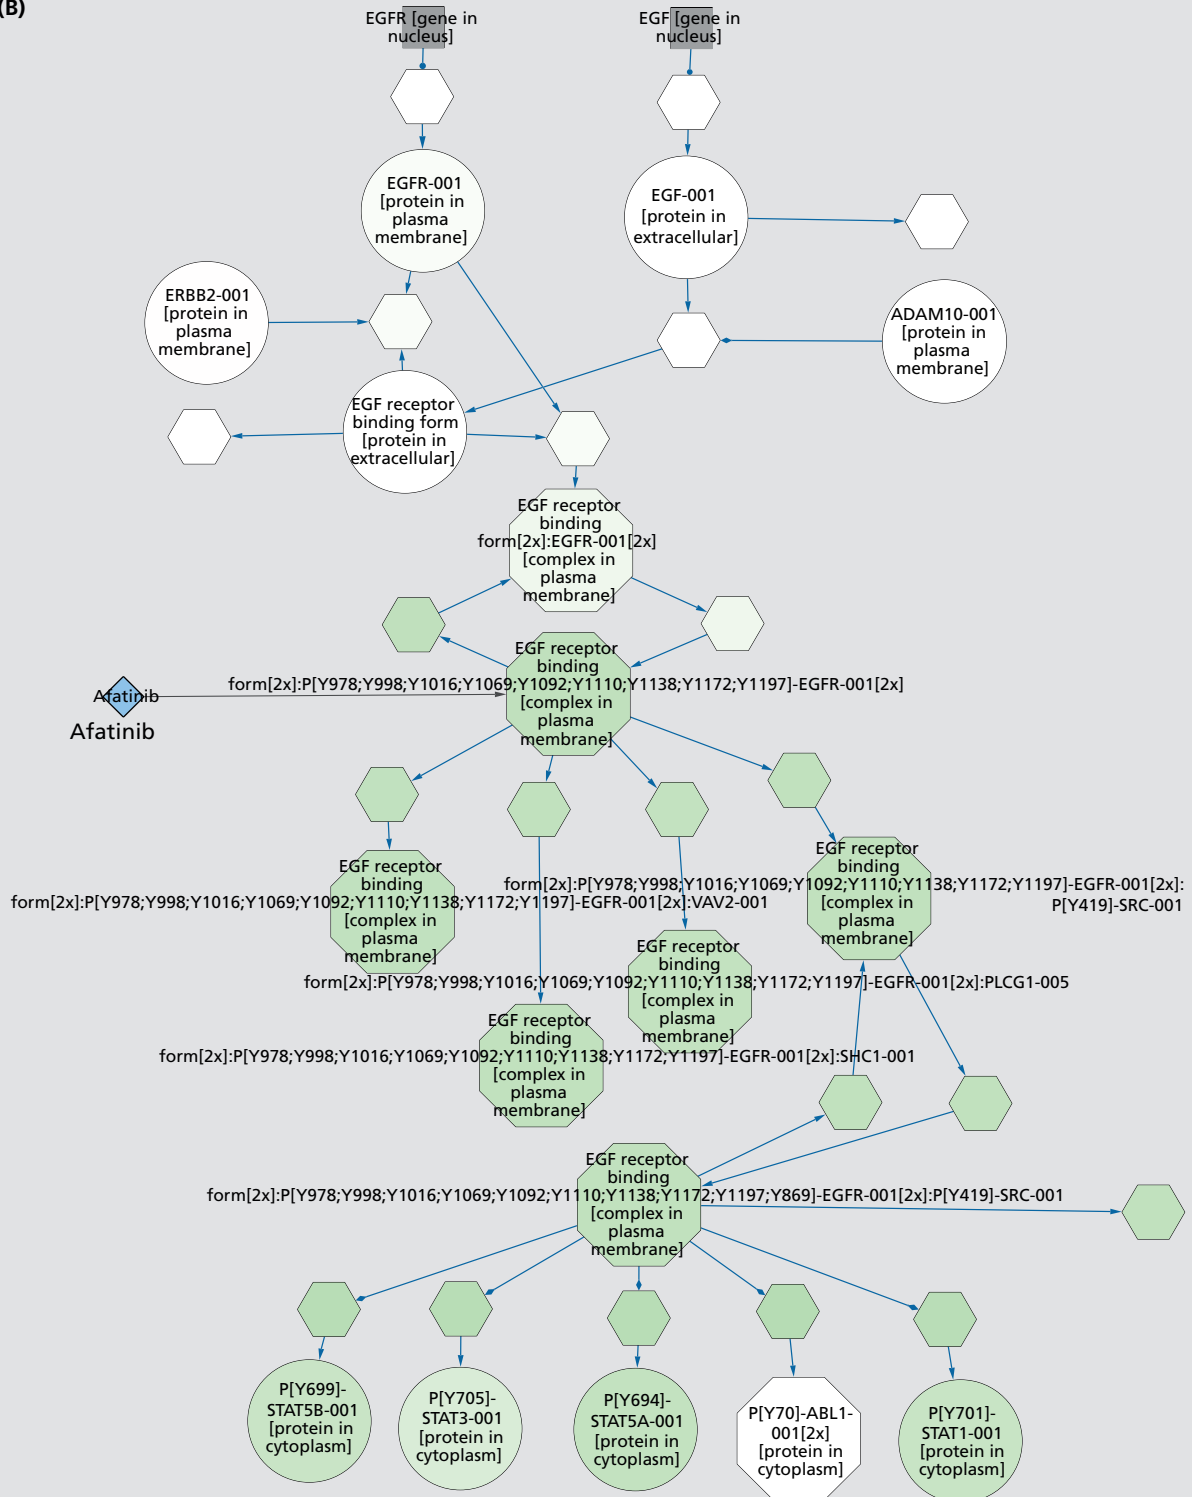 (B)
EGFR [gene in
nucleus]
EGF [gene in
nucleus]
EGFR-001
[protein in
plasma
membrane]
EGF-001
[protein in
extracellular]
ERBB2-001
[protein in
plasma
membrane]
ADAM10-001
[protein in
plasma
membrane]
EGF receptor
binding form
[protein in
extracellular]
EGF receptor
binding
form[2x]:EGFR-001[2x]
[complex in
plasma
membrane]
EGF receptor
binding
form[2x]:P[Y978;Y998;Y1016;Y1069;Y1092;Y1110;Y1138;Y1172;Y1197]-EGFR-001[2x]
[complex in
plasma
membrane]
Afatinib
Afatinib
EGF receptor
binding
form[2x]:P[Y978;Y998;Y1016;Y1069;Y1092;Y1110;Y1138;Y1172;Y1197]-EGFR-001[2x]:VAV2-001
[complex in
plasma
membrane]
EGF receptor
binding
form[2x]:P[Y978;Y998;Y1016;Y1069;Y1092;Y1110;Y1138;Y1172;Y1197]-EGFR-001[2x]:
P[Y419]-SRC-001
[complex in
plasma
membrane]
EGF receptor
binding
form[2x]:P[Y978;Y998;Y1016;Y1069;Y1092;Y1110;Y1138;Y1172;Y1197]-EGFR-001[2x]:PLCG1-005
[complex in
plasma
membrane]
EGF receptor
binding
form[2x]:P[Y978;Y998;Y1016;Y1069;Y1092;Y1110;Y1138;Y1172;Y1197]-EGFR-001[2x]:SHC1-001
[complex in
plasma
membrane]
EGF receptor
binding
form[2x]:P[Y978;Y998;Y1016;Y1069;Y1092;Y1110;Y1138;Y1172;Y1197;Y869]-EGFR-001[2x]:P[Y419]-SRC-001
[complex in
plasma
membrane]
P[Y699]-
STAT5B-001
[protein in
cytoplasm]
P[Y705]-
STAT3-001
[protein in
cytoplasm]
P[Y694]-
STAT5A-001
[protein in
cytoplasm]
P[Y70]-ABL1-
001[2x]
[protein in
cytoplasm]
P[Y701]-
STAT1-001
[protein in
cytoplasm]